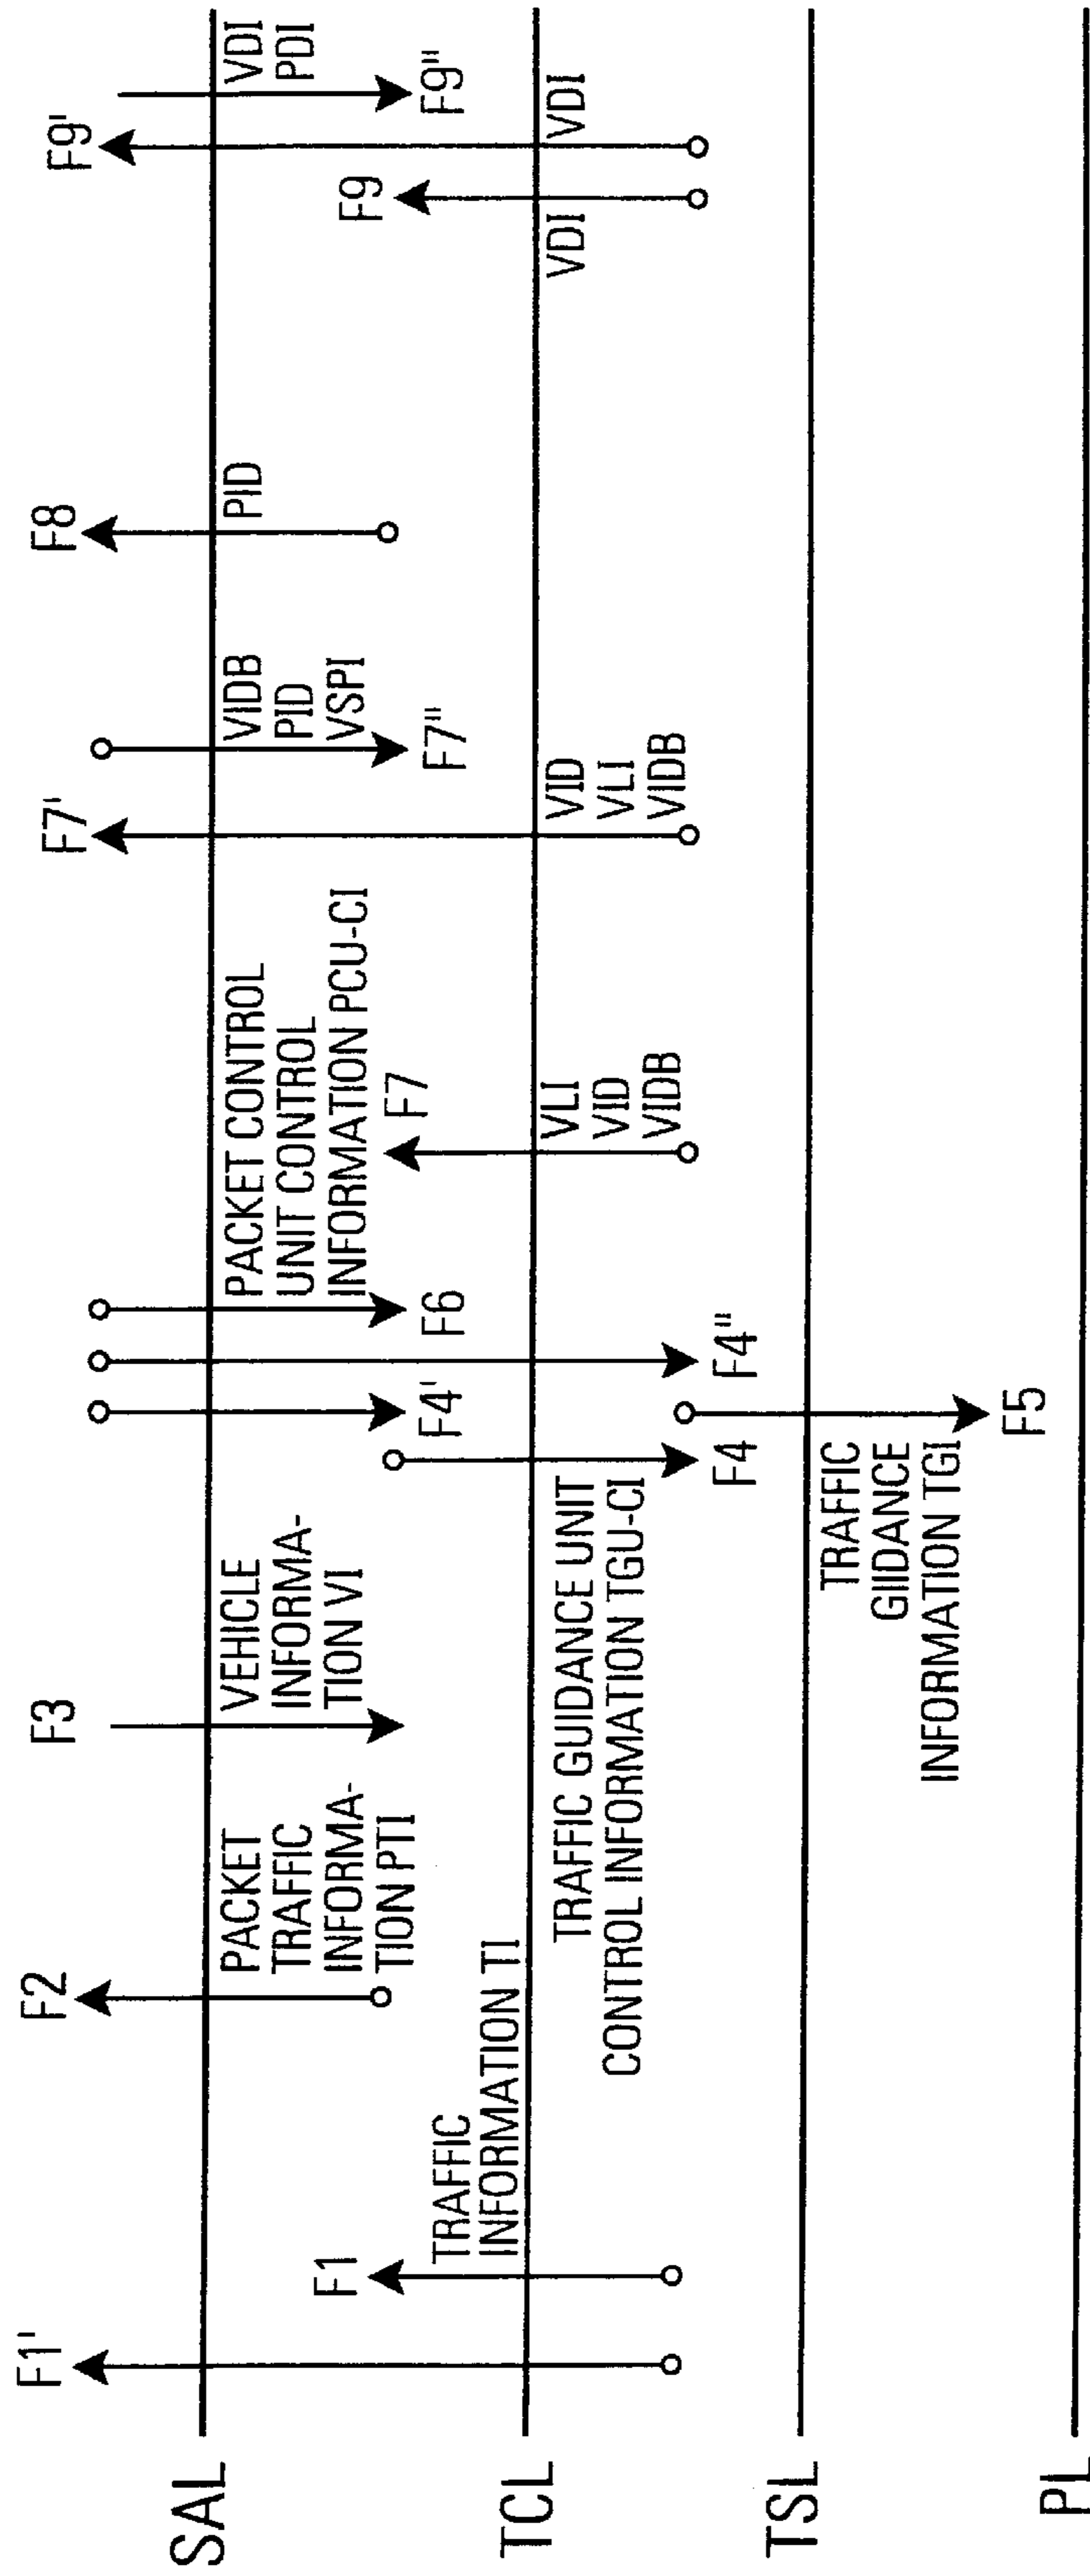 SAL
TCL
TSL
PL
F1'
F1
TRAFFIC
INFORMATION TI
F2
PACKET
TRAFFIC
INFORMA-
TION PTI
F3
VEHICLE
INFORMA-
TION VI
TRAFFIC GUIDANCE UNIT
CONTROL INFORMATION TGU-CI
F4
F4'
F4"
TRAFFIC
GIIDANCE
INFORMATION TGI
F5
F6
PACKET CONTROL
UNIT CONTROL
INFORMATION PCU-CI
F7
VLI
VID
VIDB
F7'
VID
VLI
VIDB
F7"
VIDB
PID
VSPI
F8
PID
F9
VDI
F9'
VDI
F9"
VDI
PDI